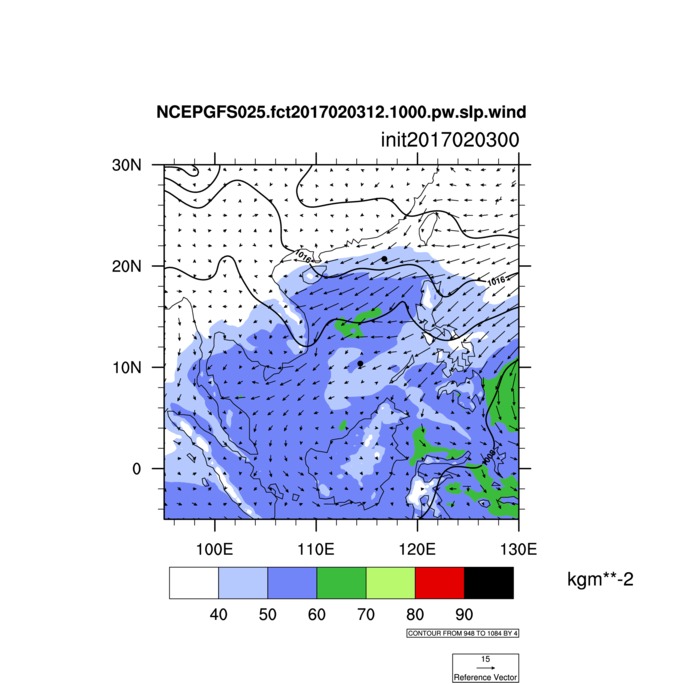 NCEPGFS025.fct2017020312.1000.pw.slp.wind
init2017020300
30N
20N
10N
0
1016
1016
1008
100E
110E
120E
130E
kgm**-2
40
50
60
70
80
90
CONTOUR FROM 948 TO 1084 BY 4
15
Reference Vector